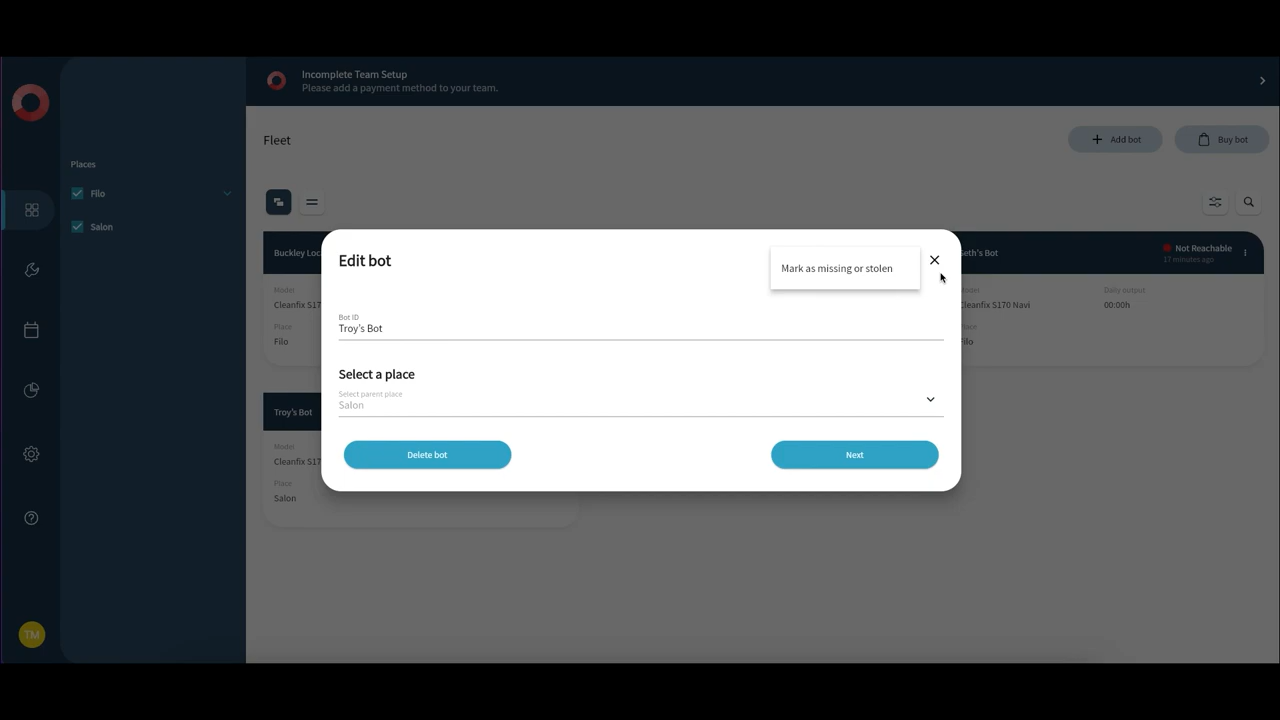 Incomplete Team Setup
Please add a payment method to your team.
Places
Filo
Salon
Fleet
Add bot
Buy bot
Buckley Loc
Model
Cleanfix S17
Place
Filo
Seth's Bot
Not Reachable
17 minutes ago
Model
Cleanfix S170 Navi
Daily output
00:00h
Place
Filo
Edit bot
Mark as missing or stolen
Bot ID
Troy's Bot
Select a place
Select parent place
Salon
Delete bot
Next
Troy's Bot
Model
Cleanfix S17
Place
Salon
TM